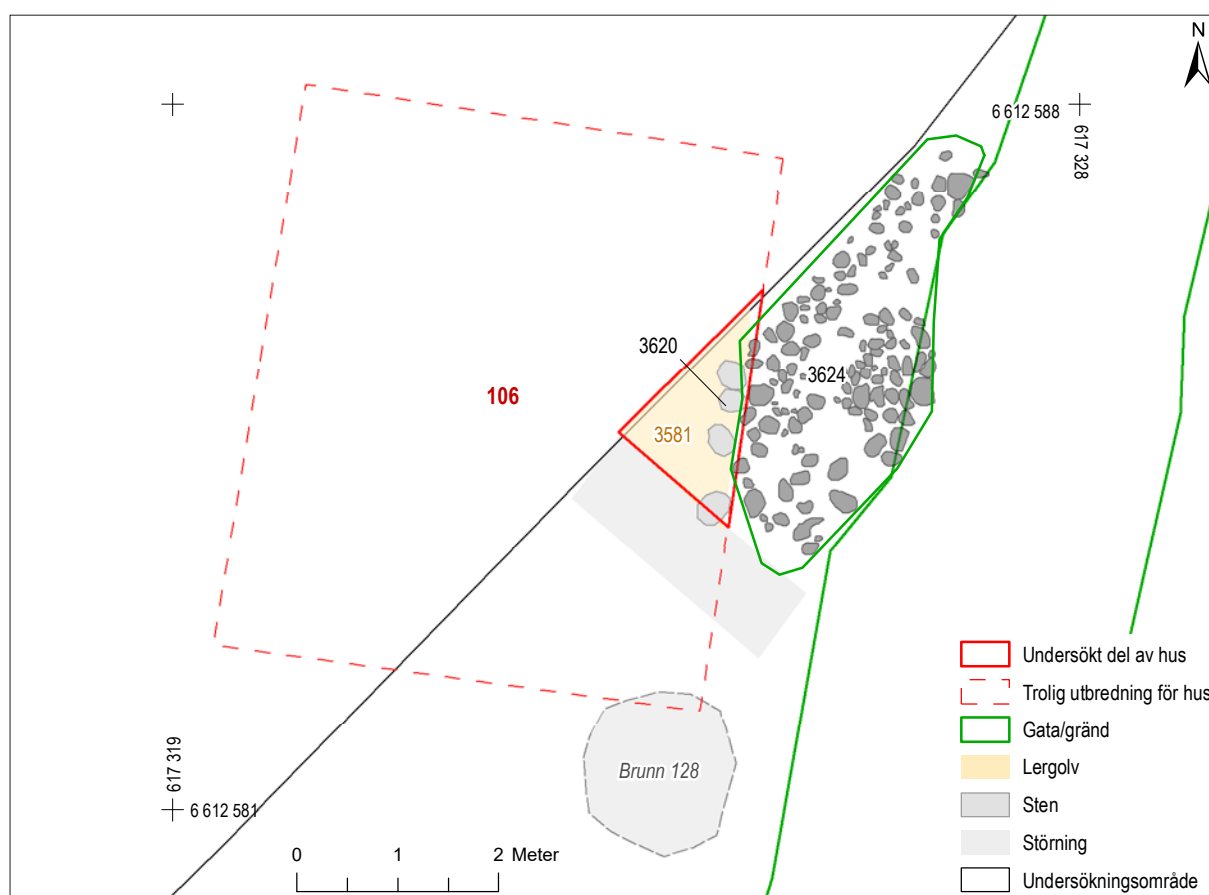 N
6 612 588
617 328
3620
3624
106
3581
617 319
6 612 581
Brunn 128
0 1 2 Meter
Undersökt del av hus
Trolig utbredning för hus
Gata/gränd
Lergolv
Sten
Störning
Undersökningsområde